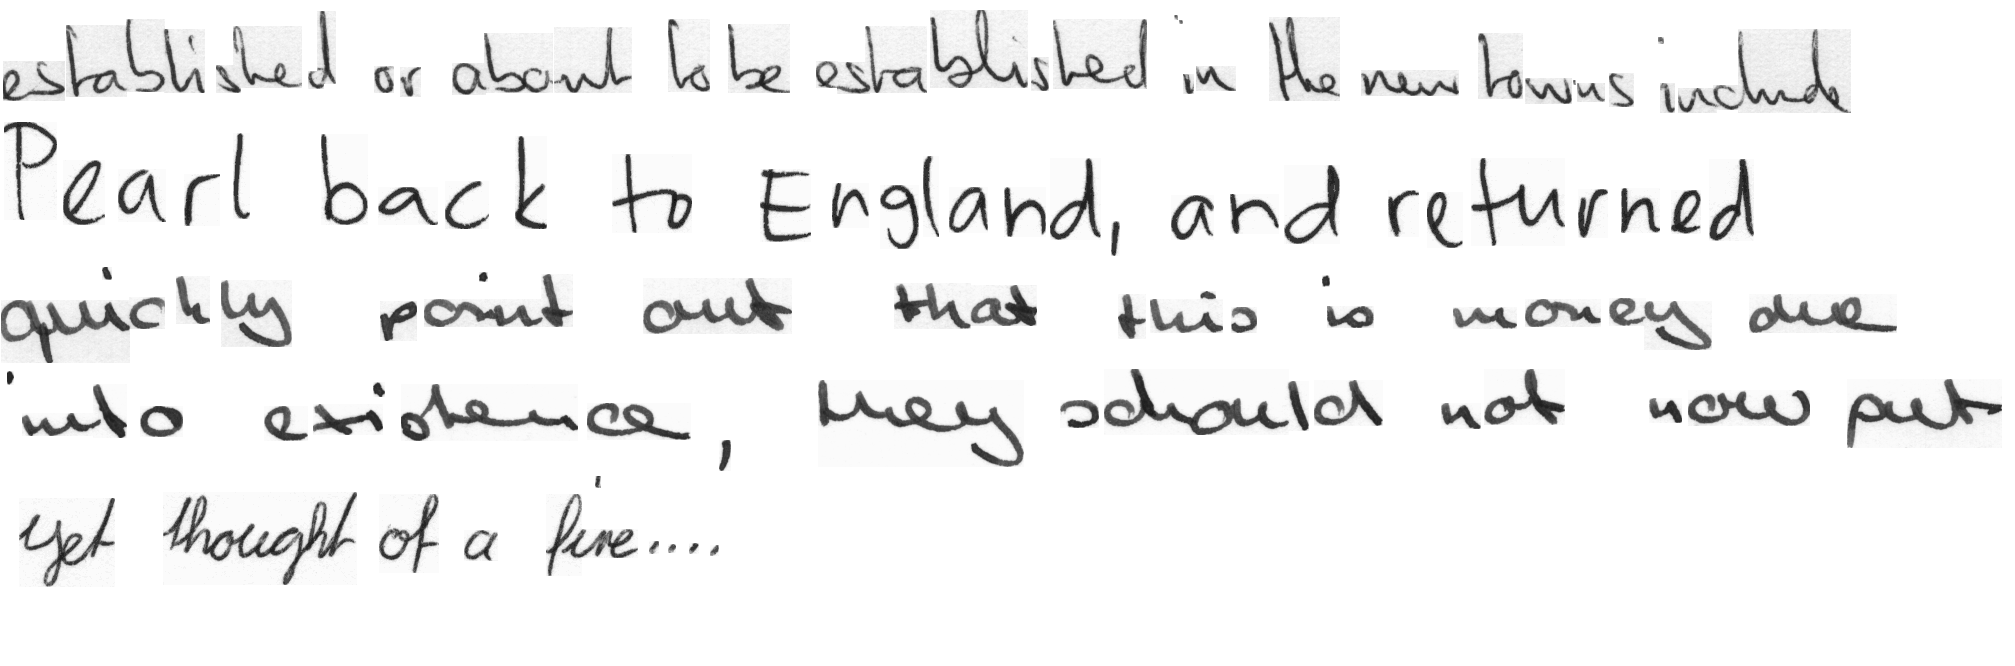 established or about to be established in the new towns include
Pearl back to England, and returned
quickly point out that this is money due
into existence, they should not now put
yet thought of a fire....